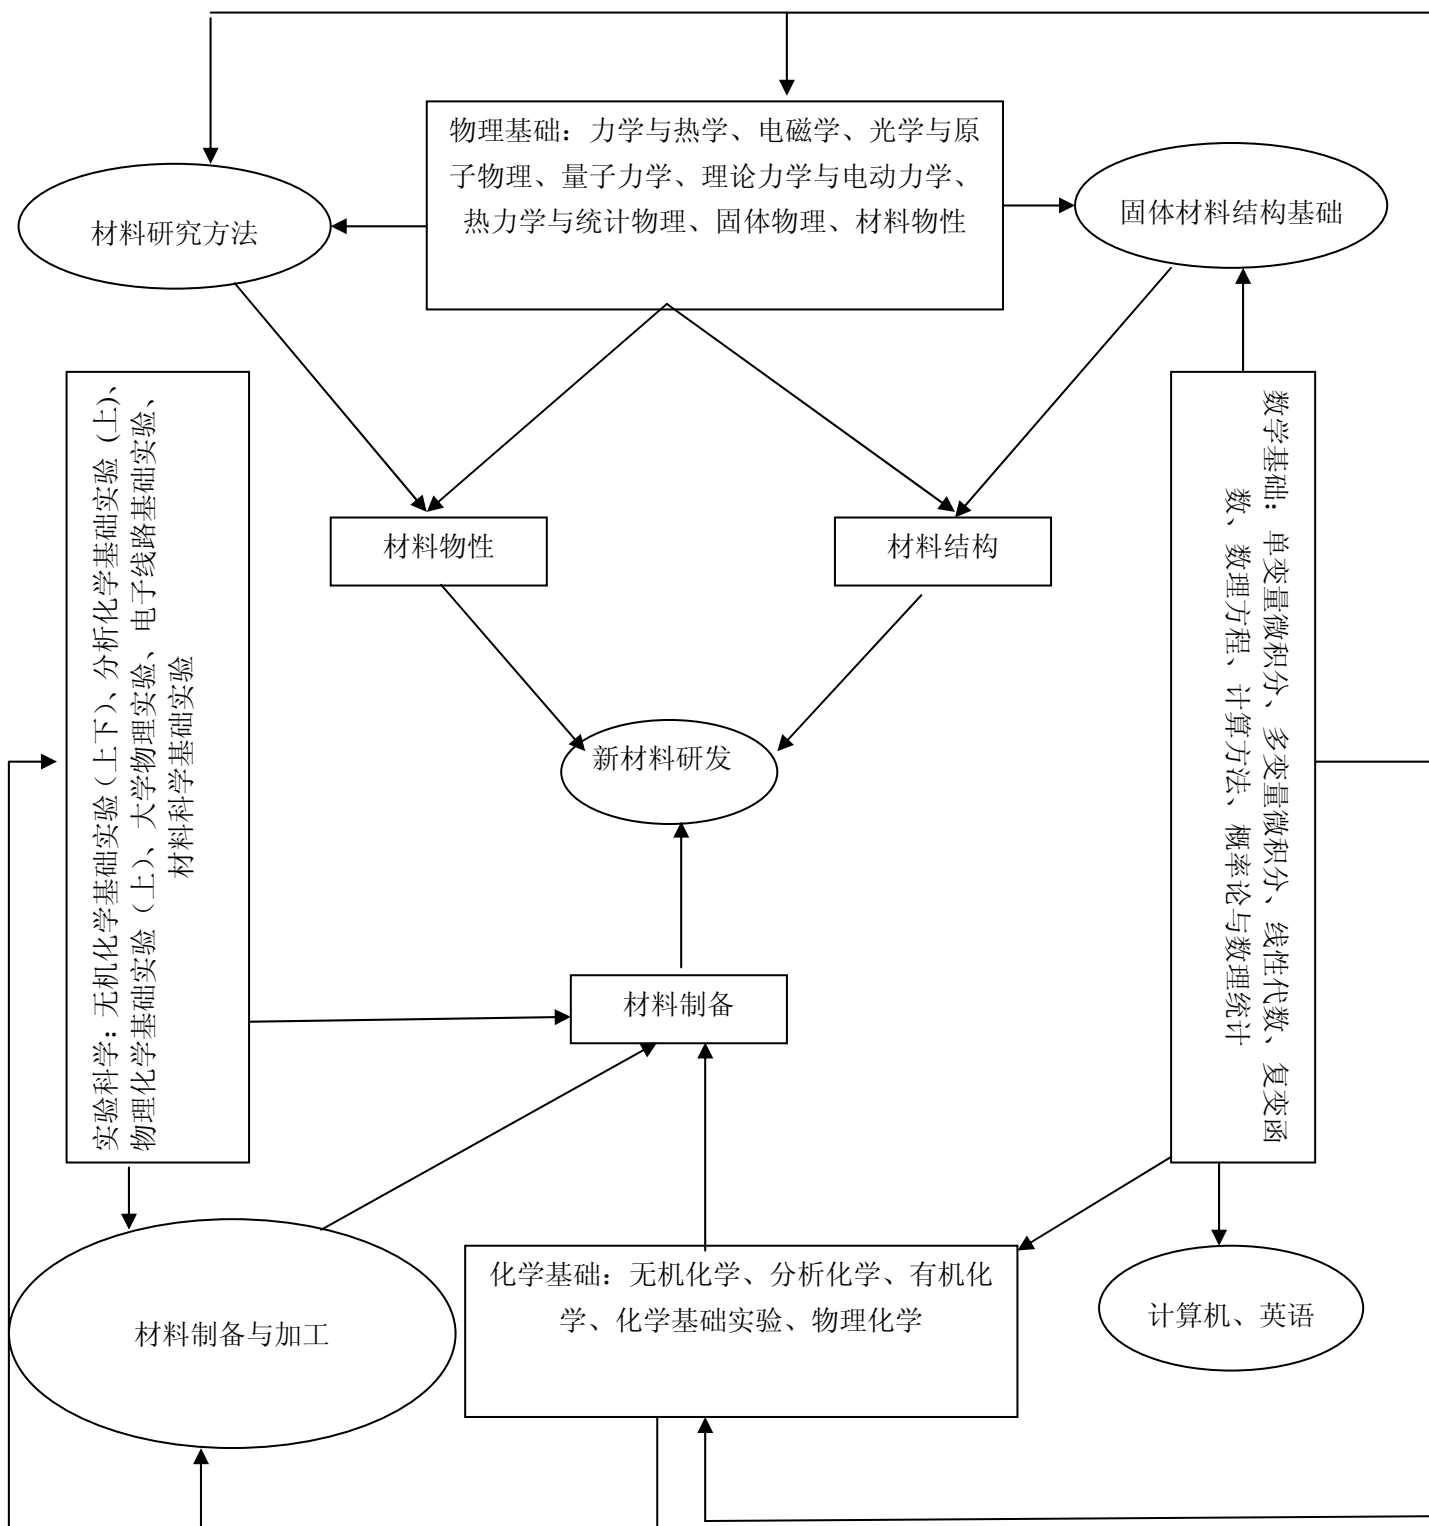 物理基础：力学与热学、电磁学、光学与原
子物理、量子力学、理论力学与电动力学、
热力学与统计物理、固体物理、材料物性
材料研究方法
固体材料结构基础
实验科学：无机化学基础实验（上下）、分析化学基础实验（上）、
物理化学基础实验（上）、大学物理实验、电子线路基础实验、
材料科学基础实验
材料物性
材料结构
数学基础：单变量微积分、多变量微积分、线性代数、复变函
数、数理方程、计算方法、概率论与数理统计
新材料研发
材料制备
化学基础：无机化学、分析化学、有机化
学、化学基础实验、物理化学
材料制备与加工
计算机、英语